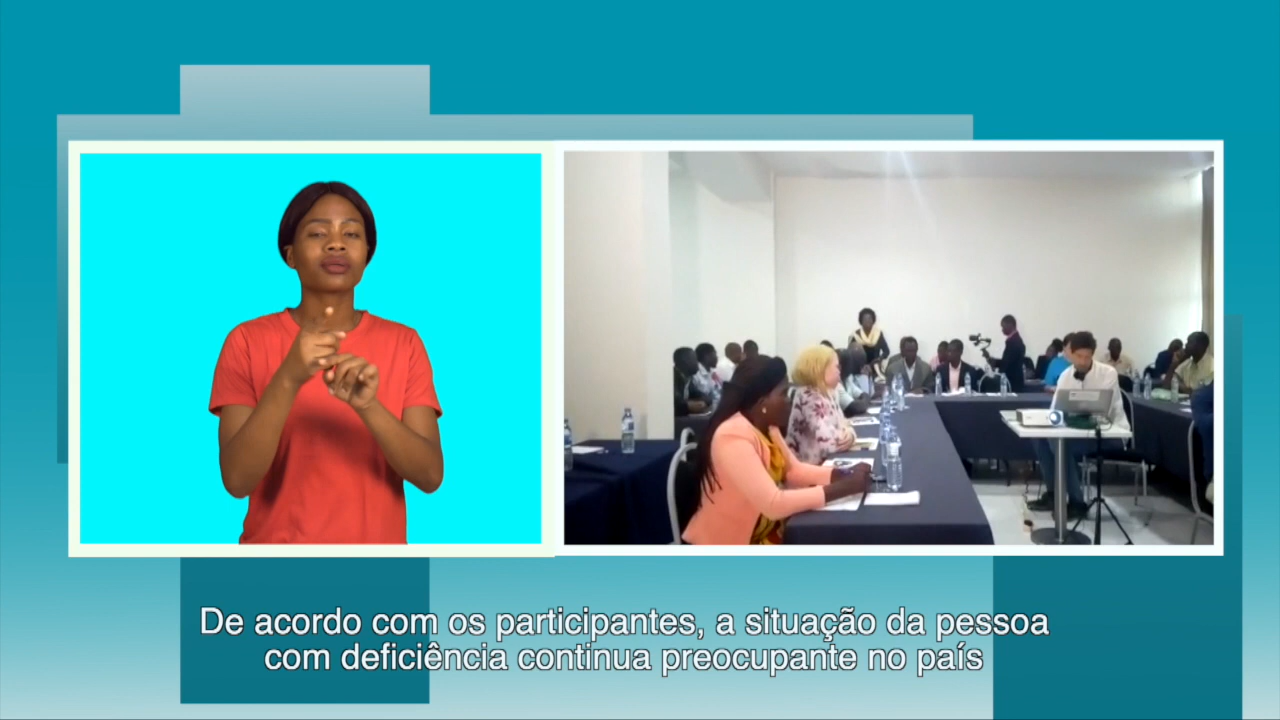 De acordo com os participantes, a situação da pessoa
com deficiência continua preocupante no país